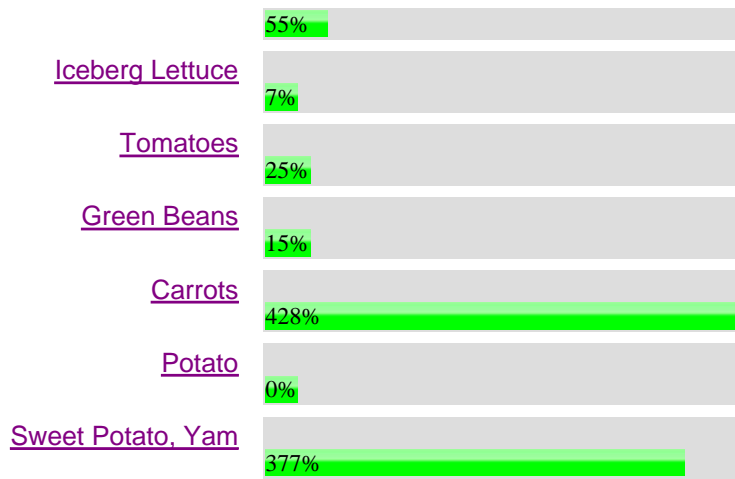 55%
Iceberg Lettuce
7%
Tomatoes
25%
Green Beans
15%
Carrots
428%
Potato
0%
Sweet Potato, Yam
377%